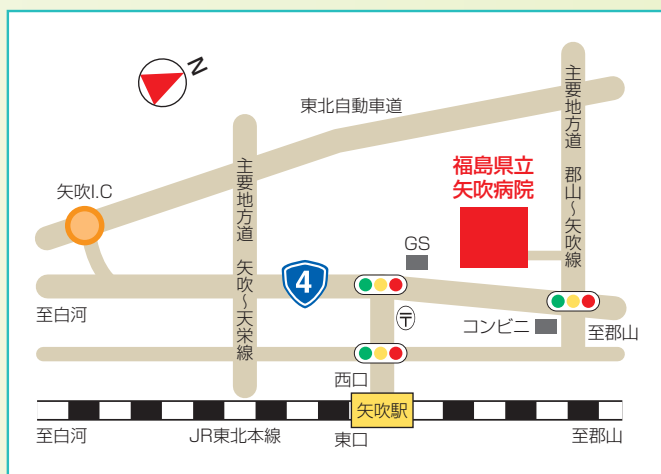 N
東北自動車道
主要地方道 郡山～矢吹線
矢吹I.C
主要地方道 矢吹～天栄線
福島県立
矢吹病院
GS
4
至白河
〒
コンビニ
至郡山
西口
矢吹駅
至白河
JR東北本線
東口
至郡山